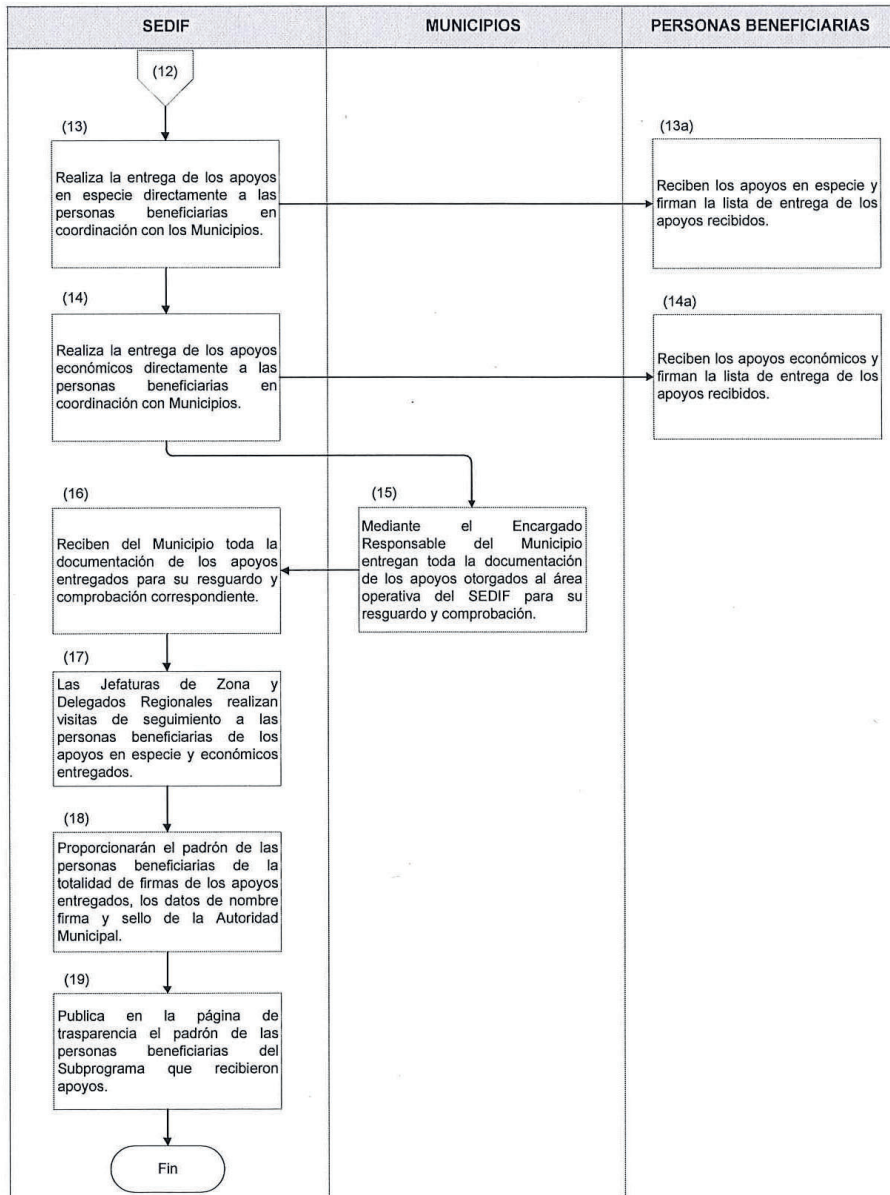 SEDIF
MUNICIPIOS
PERSONAS BENEFICIARIAS
(12)
(13)
Realiza la entrega de los apoyos
en especie directamente a las
personas beneficiarias en
coordinación con los Municipios.
(13a)
Reciben los apoyos en especie y
firman la lista de entrega de los
apoyos recibidos.
(14)
Realiza la entrega de los apoyos
económicos directamente a las
personas beneficiarias en
coordinación con Municipios.
(14a)
Reciben los apoyos económicos y
firman la lista de entrega de los
apoyos recibidos.
(15)
Mediante el Encargado
Responsable del Municipio
entregan toda la documentación
de los apoyos otorgados al área
operativa del SEDIF para su
resguardo y comprobación.
(16)
Reciben del Municipio toda la
documentación de los apoyos
entregados para su resguardo y
comprobación correspondiente.
(17)
Las Jefaturas de Zona y
Delegados Regionales realizan
visitas de seguimiento a las
personas beneficiarias de los
apoyos en especie y económicos
entregados.
(18)
Proporcionarán el padrón de las
personas beneficiarias de la
totalidad de firmas de los apoyos
entregados, los datos de nombre
firma y sello de la Autoridad
Municipal.
(19)
Publica en la página de
trasparencia el padrón de las
personas beneficiarias del
Subprograma que recibieron
apoyos.
Fin